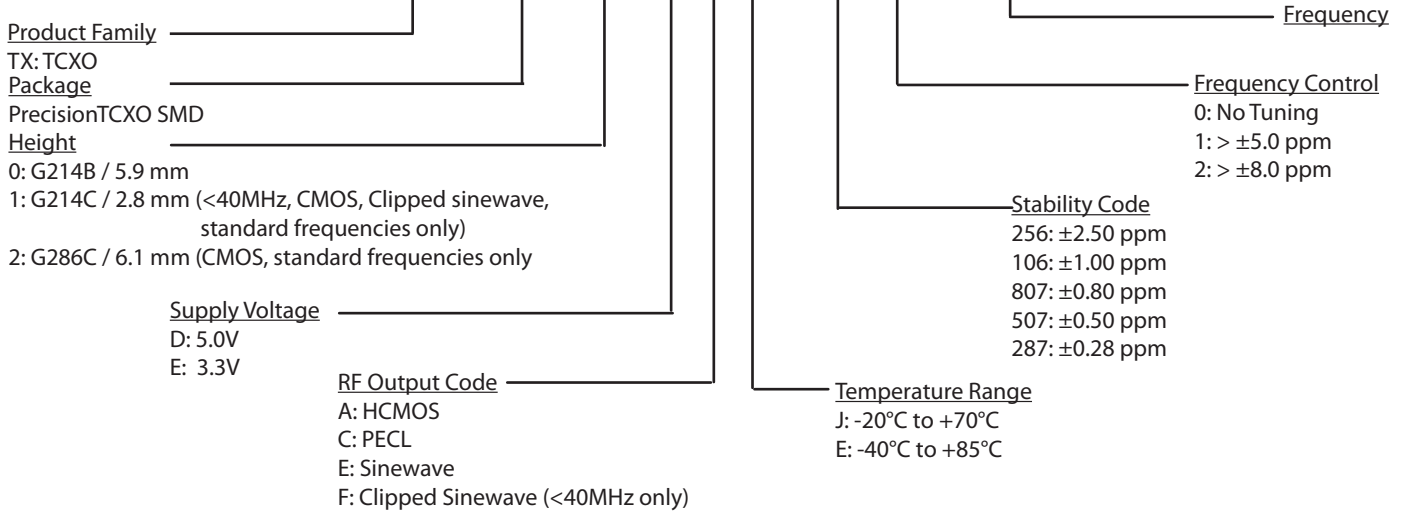 Frequency
Product Family
TX: TCXO
Package
PrecisionTCXO SMD
Height
0: G214B / 5.9 mm
1: G214C / 2.8 mm (<40MHz, CMOS, Clipped sinewave,
standard frequencies only)
2: G286C / 6.1 mm (CMOS, standard frequencies only
Frequency Control
0: No Tuning
1: > ±5.0 ppm
2: > ±8.0 ppm
Stability Code
256: ±2.50 ppm
106: ±1.00 ppm
807: ±0.80 ppm
507: ±0.50 ppm
287: ±0.28 ppm
Supply Voltage
D: 5.0V
E: 3.3V
RF Output Code
A: HCMOS
C: PECL
E: Sinewave
F: Clipped Sinewave (<40MHz only)
Temperature Range
J: -20°C to +70°C
E: -40°C to +85°C